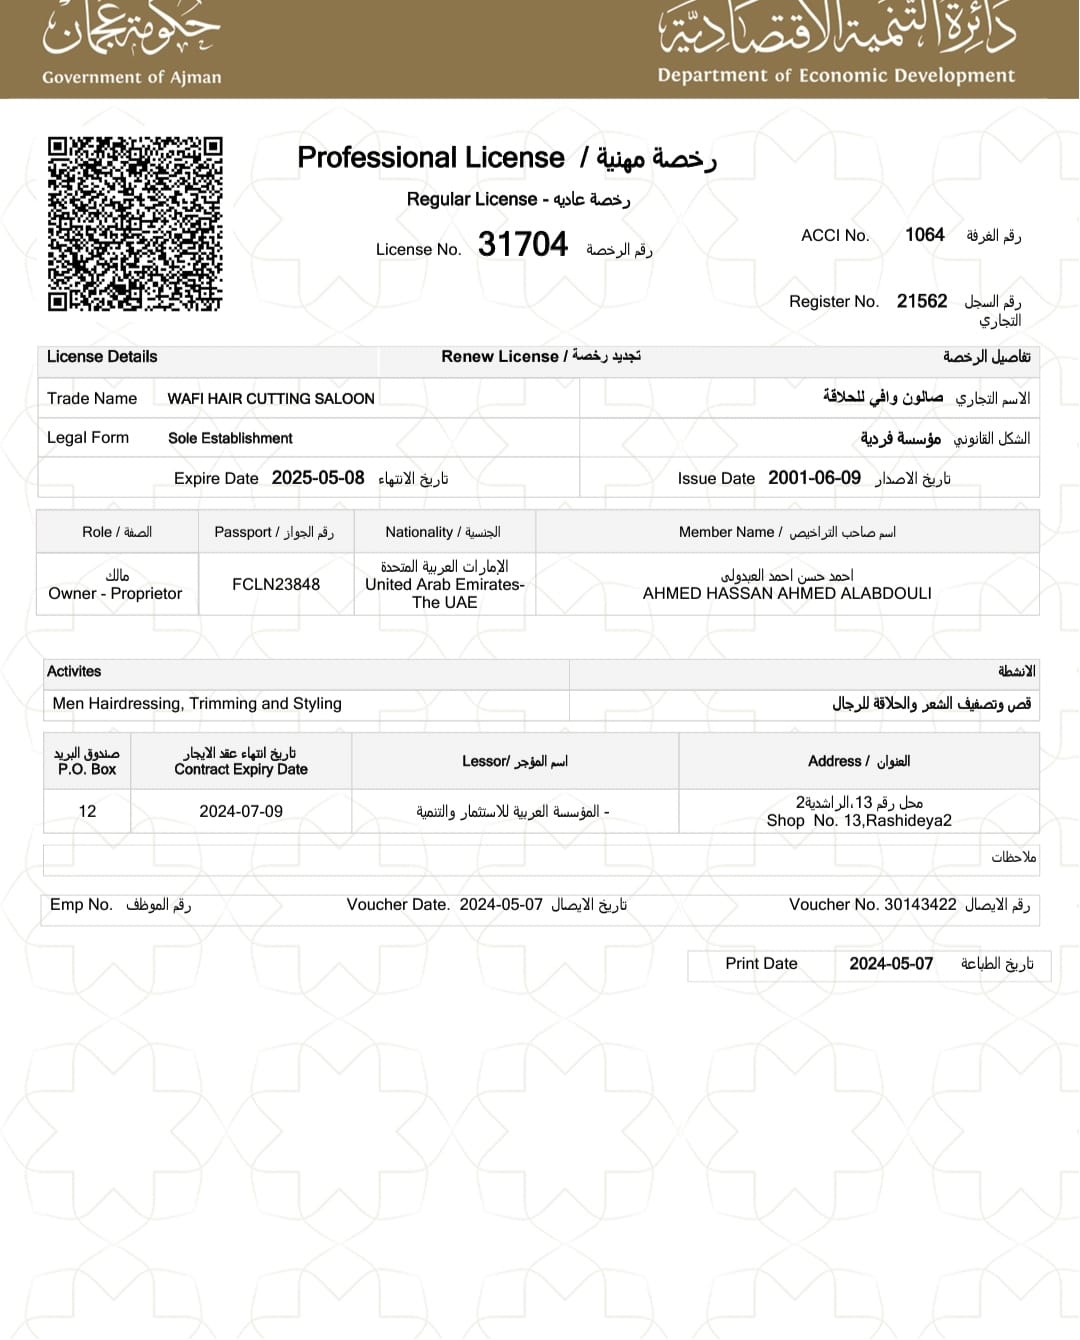 حكومة عجمان
Government of Ajman
دائرة التنمية الاقتصادية
Department of Economic Development
Professional License / رخصة مهنية
Regular License - رخصة عاديه
License No. 31704 رقم الرخصة
ACCI No. 1064 رقم الغرفة
Register No. 21562 رقم السجل
التجاري
License Details Renew License / تجديد رخصة تفاصيل الرخصة
Trade Name WAFI HAIR CUTTING SALOON الاسم التجاري صالون وافي للحلاقة
Legal Form Sole Establishment الشكل القانوني مؤسسة فردية
Expire Date 2025-05-08 تاريخ الانتهاء Issue Date 2001-06-09 تاريخ الاصدار
Role / الصفة Passport / رقم الجواز Nationality / الجنسية Member Name / اسم صاحب التراخيص
مالك
Owner - Proprietor
FCLN23848
الإمارات العربية المتحدة
United Arab Emirates-
The UAE
احمد حسن احمد العبدولى
AHMED HASSAN AHMED ALABDOULI
Activites الانشطة
Men Hairdressing, Trimming and Styling قص وتصفيف الشعر والحلاقة للرجال
صندوق البريد
P.O. Box
تاريخ انتهاء عقد الايجار
Contract Expiry Date
Lessor/ اسم المؤجر
Address / العنوان
12
2024-07-09
المؤسسة العربية للاستثمار والتنمية -
محل رقم 13،الراشدية2
Shop No. 13,Rashideya2
ملاحظات
Emp No. رقم الموظف Voucher Date. 2024-05-07 تاريخ الايصال Voucher No. 30143422 رقم الايصال
Print Date 2024-05-07 تاريخ الطباعة